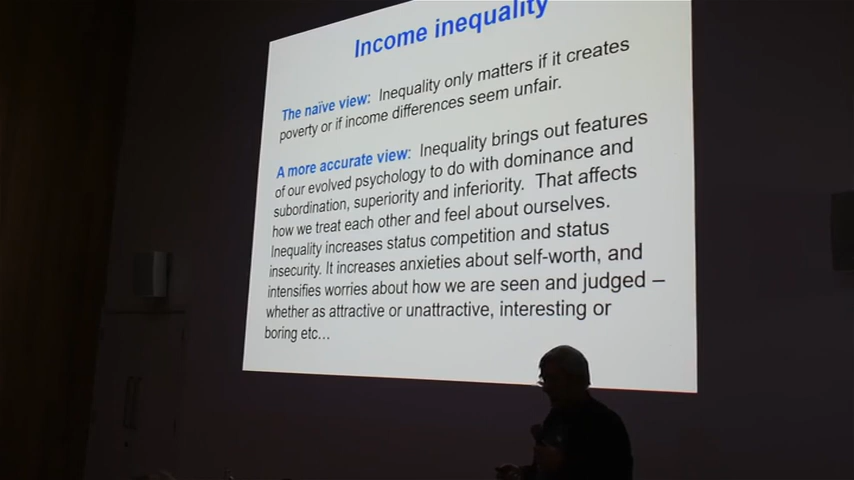 Income inequality
The naïve view: Inequality only matters if it creates
poverty or if income differences seem unfair.
A more accurate view: Inequality brings out features
of our evolved psychology to do with dominance and
subordination, superiority and inferiority. That affects
how we treat each other and feel about ourselves.
Inequality increases status competition and status
insecurity. It increases anxieties about self-worth, and
intensifies worries about how we are seen and judged –
whether as attractive or unattractive, interesting or
boring etc…